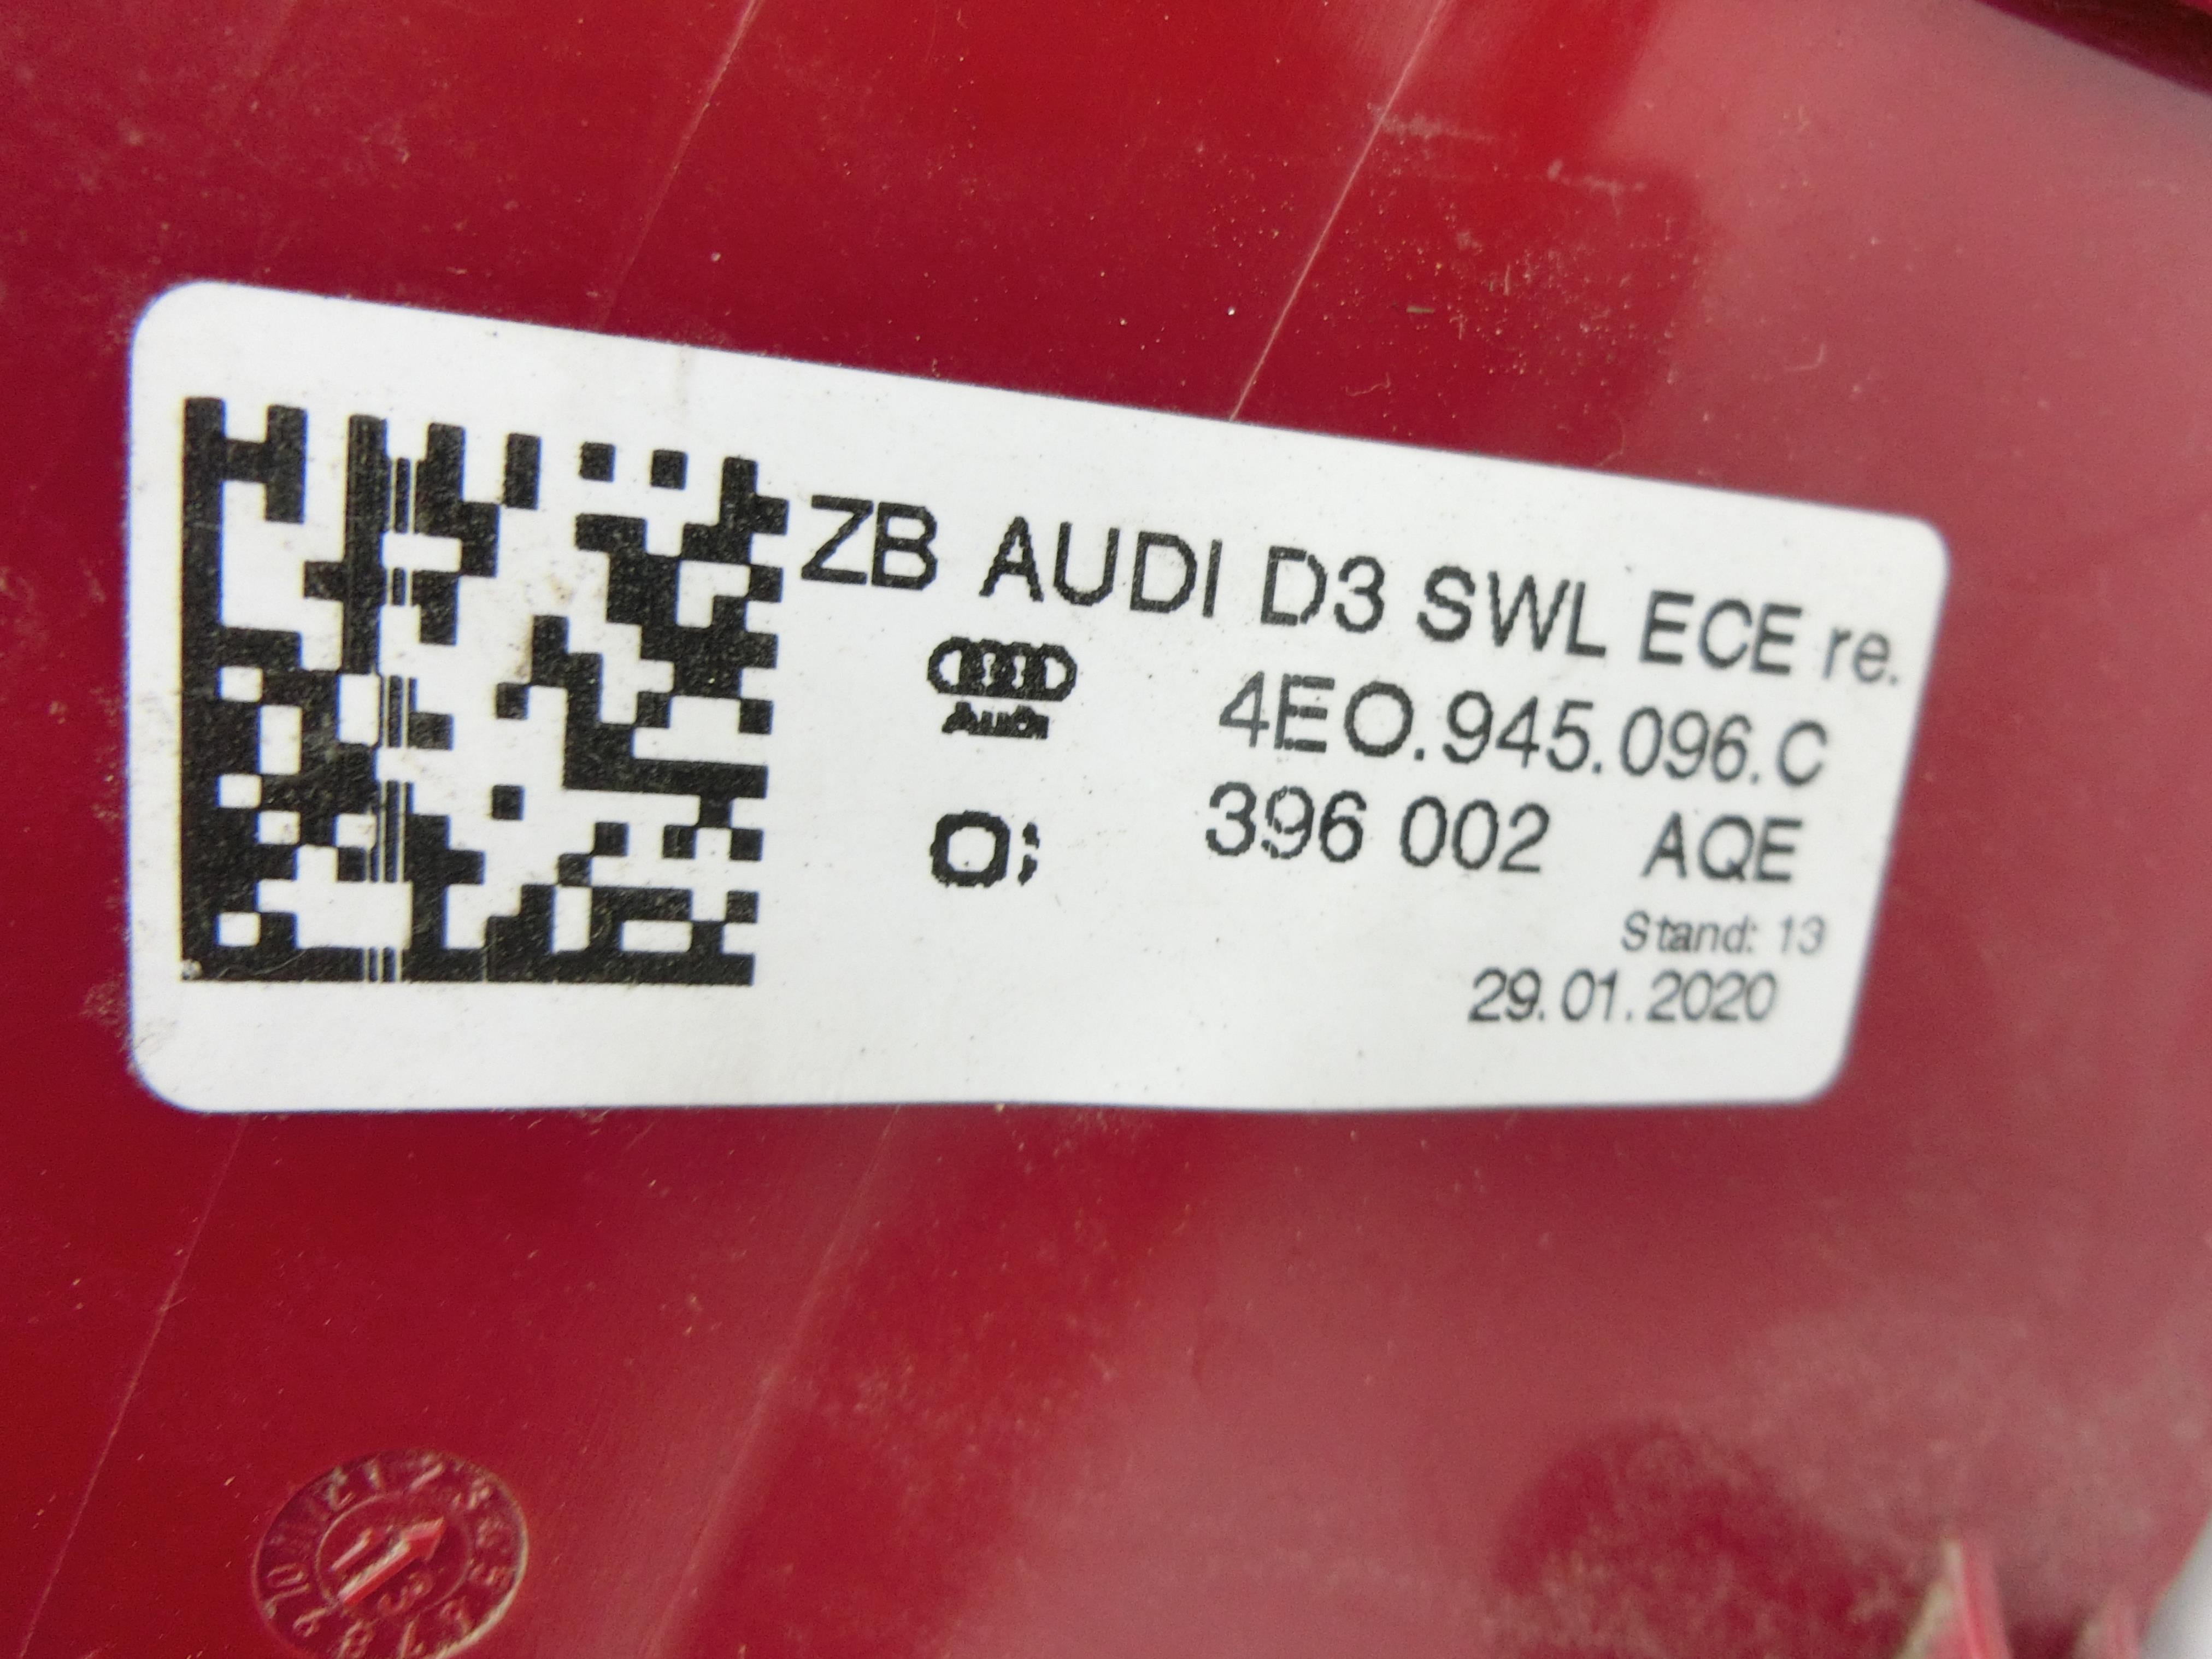 ZB AUDI D3 SWL ECE re.
Audi
4E0.945.096.C
O;
396 002 AQE
Stand: 13
29.01.2020